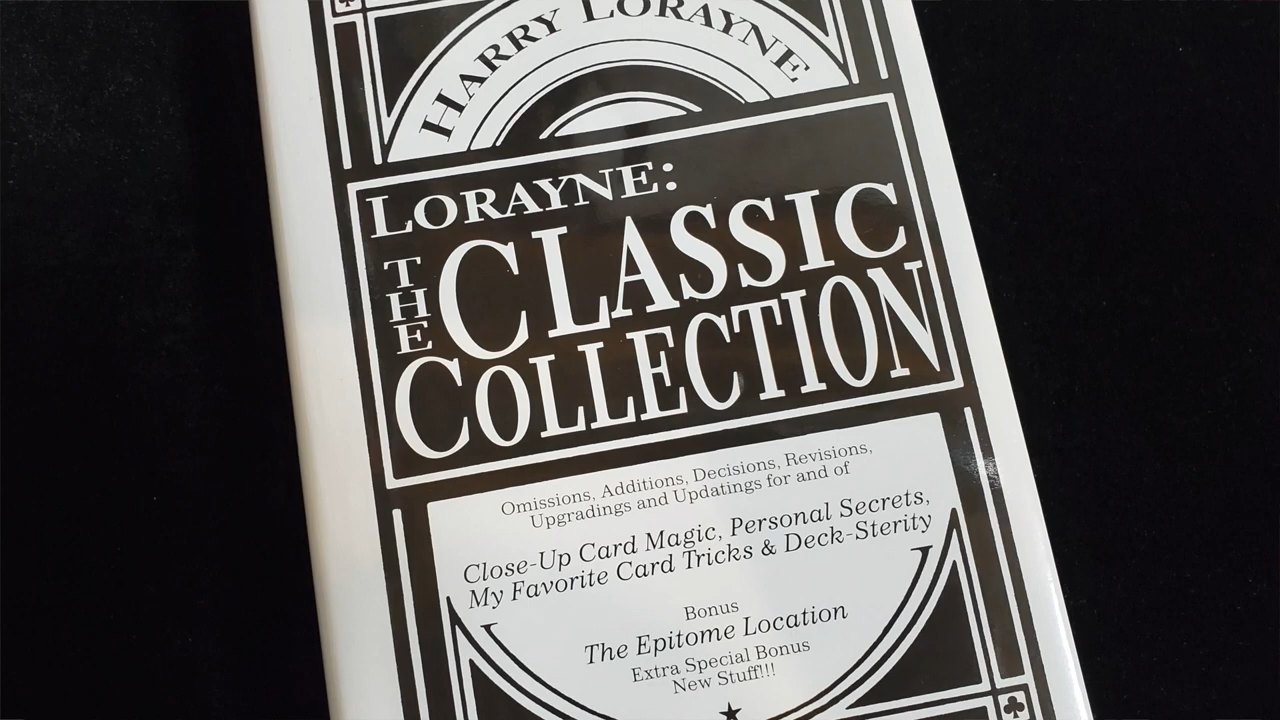 HARRY LORAYNE
LORAYNE:
THE CLASSIC
COLLECTION
Omissions, Additions, Decisions, Revisions,
Upgradings and Updatings for and of
Close-Up Card Magic, Personal Secrets,
My Favorite Card Tricks & Deck-Sterity
Bonus
The Epitome Location
Extra Special Bonus
New Stuff!!!